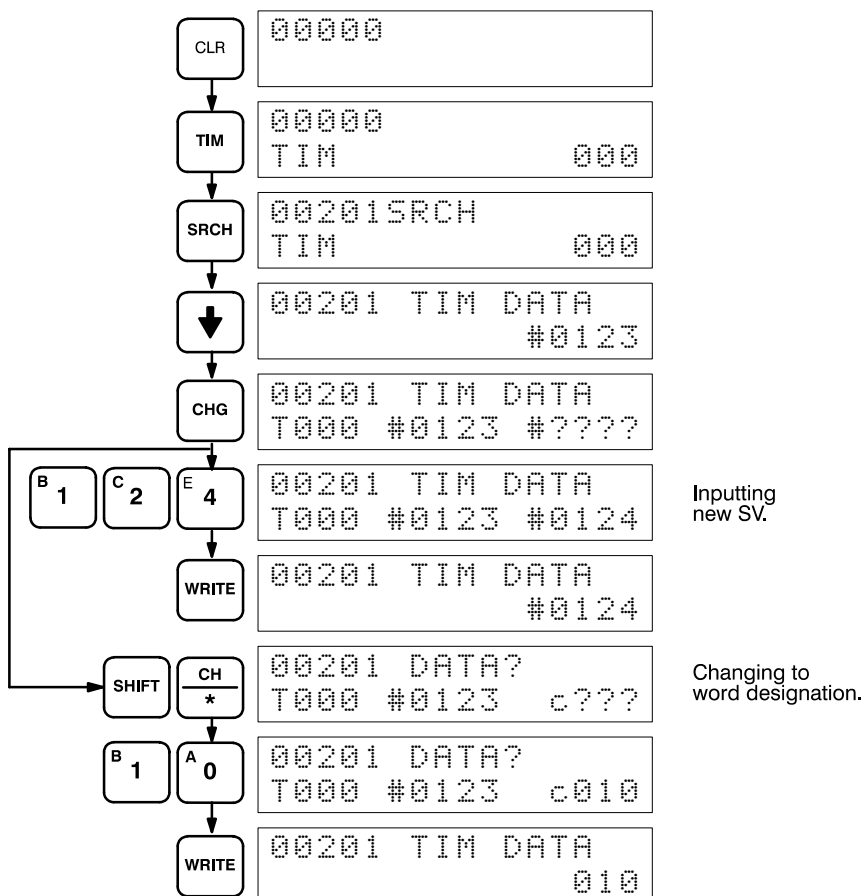 CLR
00000
TIM
00000
TIM 000
SRCH
00201SRCH
TIM 000
00201 TIM DATA
#0123
CHG
00201 TIM DATA
T000 #0123 #????
B 1
C 2
E 4
00201 TIM DATA
T000 #0123 #0124
Inputting
new SV.
WRITE
00201 TIM DATA
#0124
SHIFT
CH
*
00201 DATA?
T000 #0123 c???
Changing to
word designation.
B 1
A 0
00201 DATA?
T000 #0123 c010
WRITE
00201 TIM DATA
010